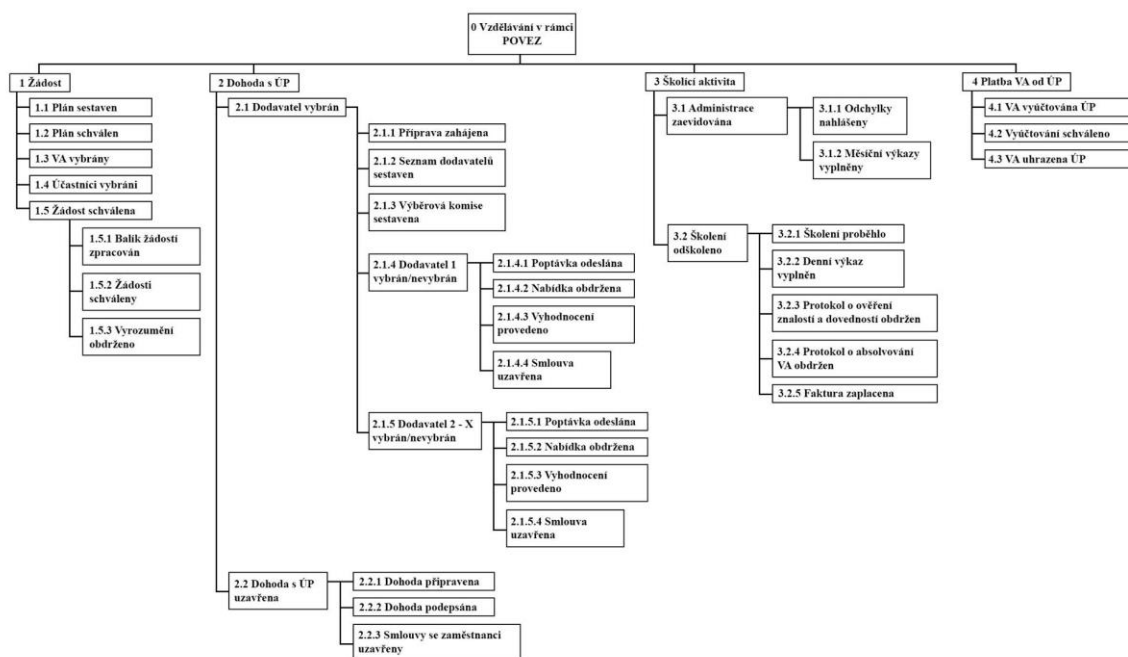 0 Vzdělávání v rámci
POVEZ
1 Žádost
1.1 Plán sestaven
1.2 Plán schválen
1.3 VA vybrány
1.4 Účastníci vybráni
1.5 Žádost schválena
1.5.1 Balík žádostí
zpracován
1.5.2 Žádosti
schváleny
1.5.3 Vyrozumění
obdrženo
2 Dohoda s ÚP
2.1 Dodavatel vybrán
2.1.1 Příprava zahájena
2.1.2 Seznam dodavatelů
sestaven
2.1.3 Výběrová komise
sestavena
2.1.4 Dodavatel 1
vybrán/nevybrán
2.1.4.1 Poptávka odeslána
2.1.4.2 Nabídka obdržena
2.1.4.3 Vyhodnocení
provedeno
2.1.4.4 Smlouva
uzavřena
2.1.5 Dodavatel 2 - X
vybrán/nevybrán
2.1.5.1 Poptávka odeslána
2.1.5.2 Nabídka obdržena
2.1.5.3 Vyhodnocení
provedeno
2.1.5.4 Smlouva
uzavřena
2.2 Dohoda s ÚP
uzavřena
2.2.1 Dohoda připravena
2.2.2 Dohoda podepsána
2.2.3 Smlouvy se zaměstnanci
uzavřeny
3 Školící aktivita
3.1 Administrace
zaevidována
3.1.1 Odchylky
nahlášeny
3.1.2 Měsíční výkazy
vyplněny
3.2 Školení
odškoleno
3.2.1 Školení proběhlo
3.2.2 Denní výkaz
vyplněn
3.2.3 Protokol o ověření
znalostí a dovedností obdržen
3.2.4 Protokol o absolvování
VA obdržen
3.2.5 Faktura zaplacena
4 Platba VA od ÚP
4.1 VA vyúčtována ÚP
4.2 Vyúčtování schváleno
4.3 VA uhrazena ÚP